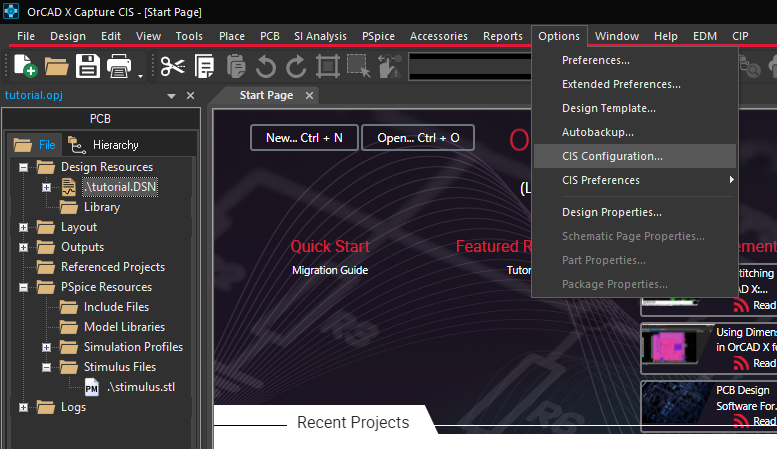 OrCAD X Capture CIS - [Start Page]
File Design Edit View Tools Place PCB SI Analysis PSpice Accessories Reports Options Window Help EDM CIP
tutorial.opj
Start Page
PCB
File Hierarchy
Design Resources
.\tutorial.DSN
Library
Layout
Outputs
Referenced Projects
PSpice Resources
Include Files
Model Libraries
Simulation Profiles
Stimulus Files
PM .\stimulus.stl
Logs
New... Ctrl + N
Open... Ctrl + O
O
(L
Quick Start
Migration Guide
Featured R
Tutor
Preferences...
Extended Preferences...
Design Template...
Autobackup...
CIS Configuration...
CIS Preferences
Design Properties...
Schematic Page Properties...
Part Properties...
Package Properties...
ement
titching
AD X:...
Read
Using Dimen
in OrCAD X fo
Read
PCB Design
Software For...
Read
Recent Projects